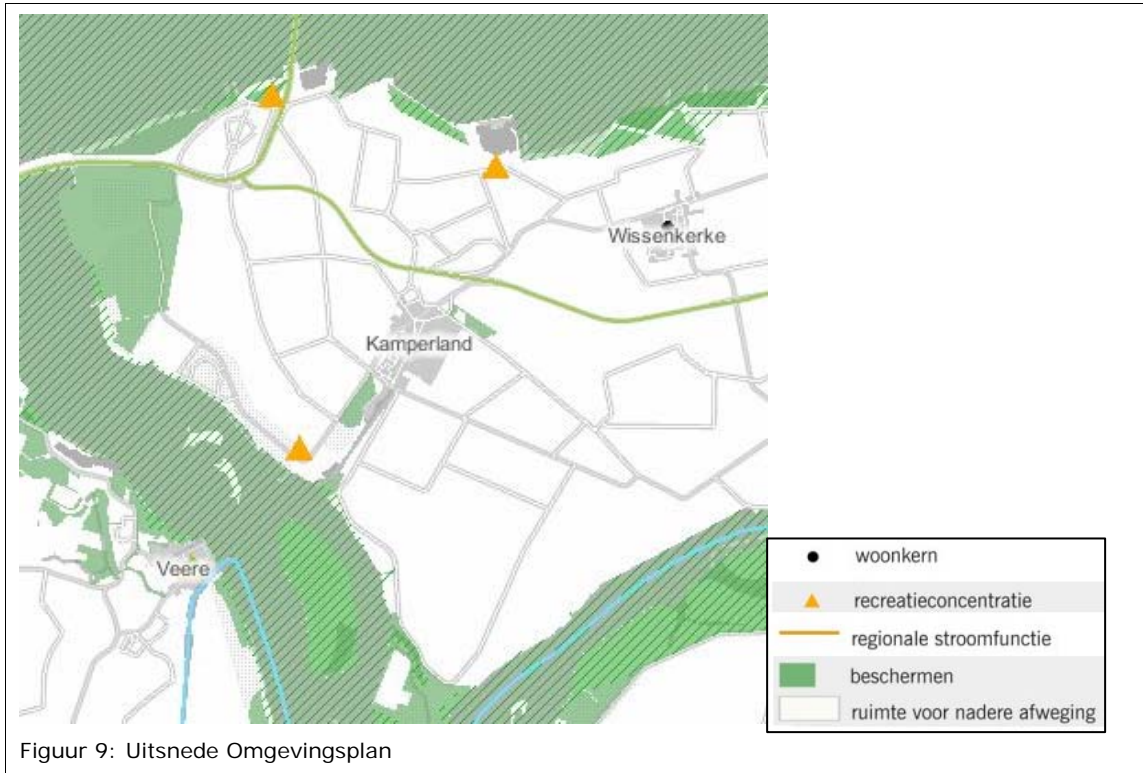 Wissenkerke
Kamperland
Veere
woonkern
recreatieconcentratie
regionale stroomfunctie
beschermen
ruimte voor nadere afweging
Figuur 9: Uitsnede Omgevingsplan